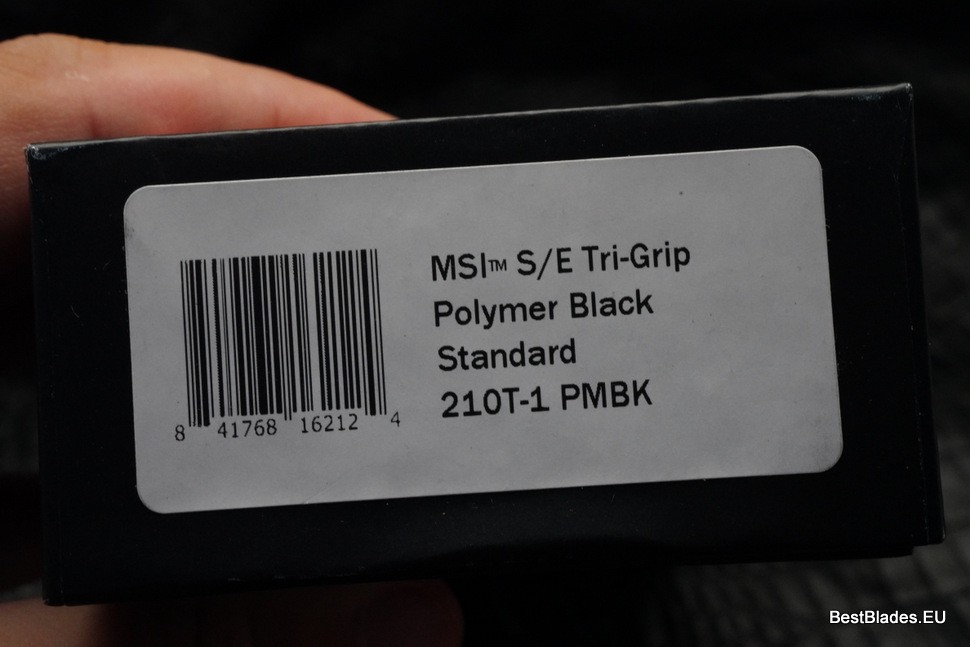 MSI™ S/E Tri-Grip
Polymer Black
Standard
210T-1 PMBK
8 41768 16212 4
BestBlades.EU